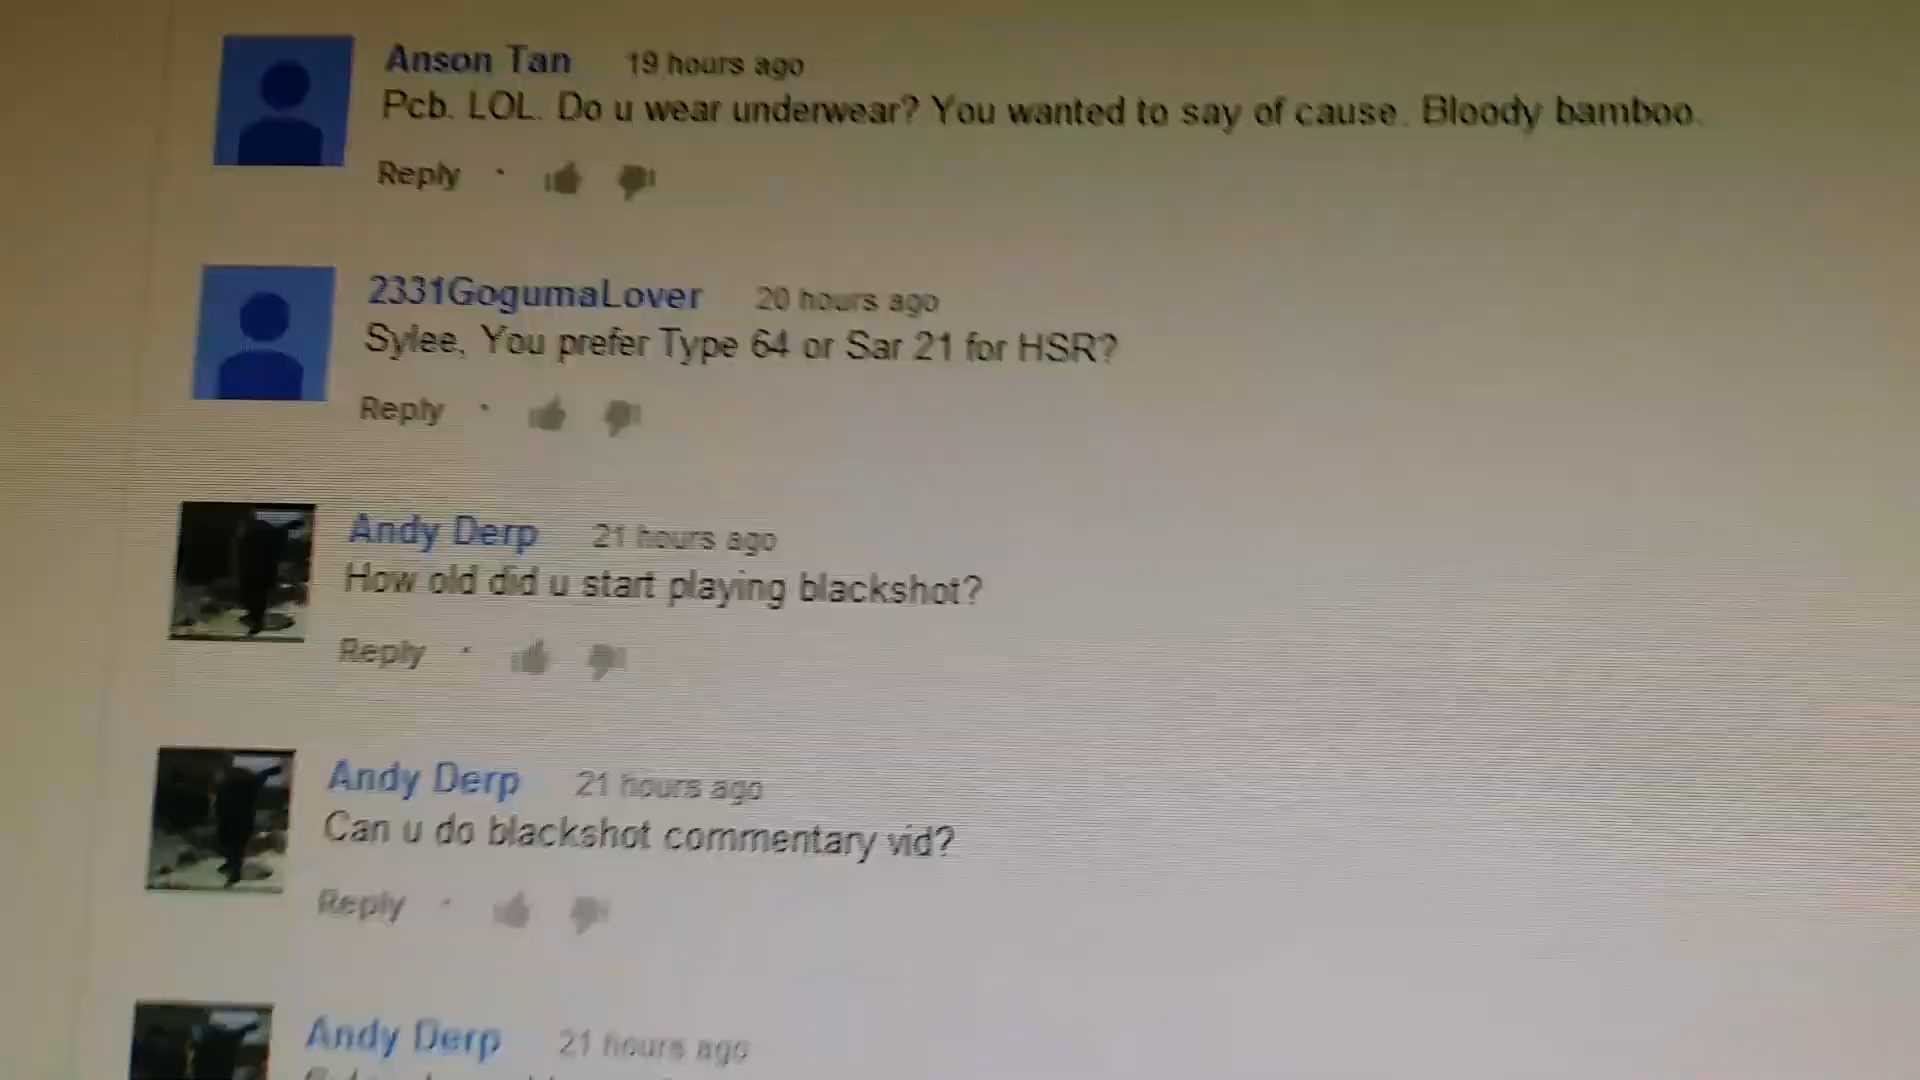 Anson Tan 19 hours ago
Pcb. LOL. Do u wear underwear? You wanted to say of cause. Bloody bamboo.
Reply
2331GogumaLover 20 hours ago
Sylee, You prefer Type 64 or Sar 21 for HSR?
Reply
Andy Derp 21 hours ago
How old did u start playing blackshot?
Reply
Andy Derp 21 hours ago
Can u do blackshot commentary vid?
Reply
Andy Derp 21 hours ago